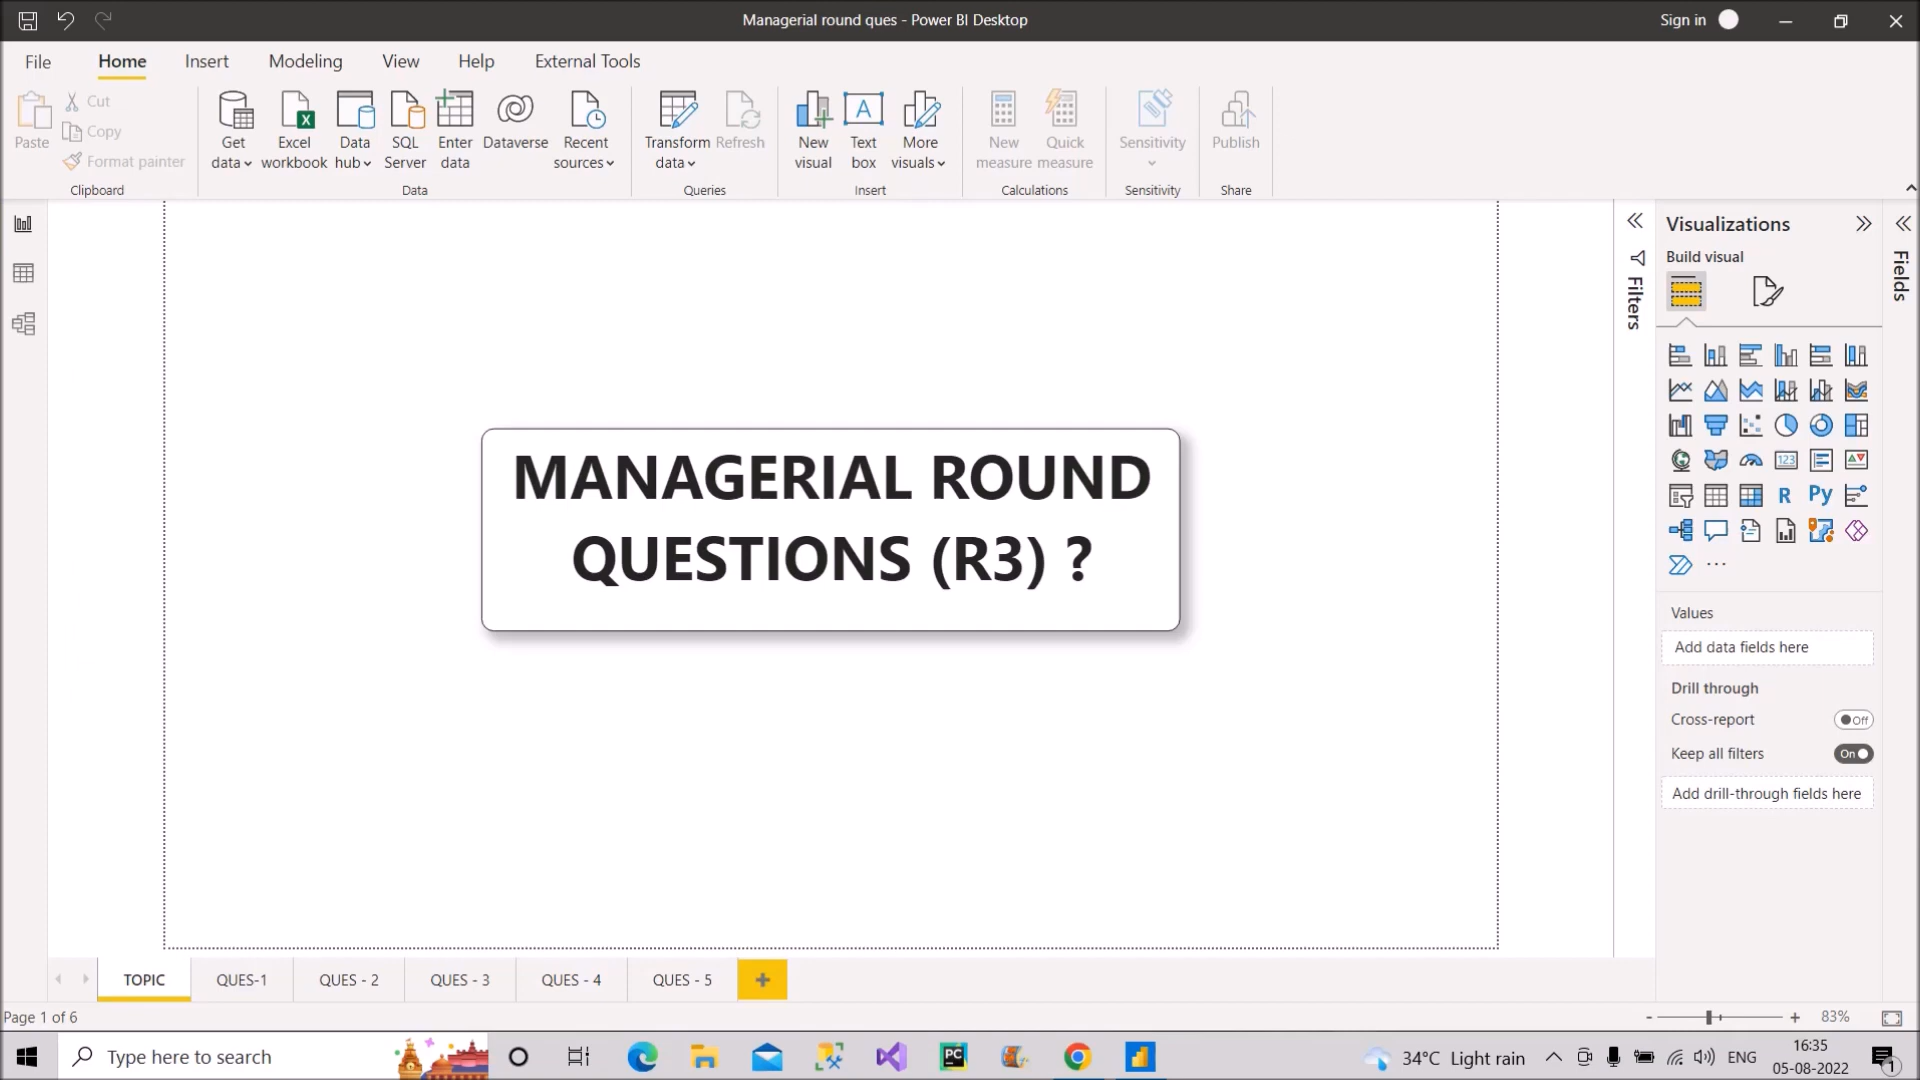 Managerial round ques - Power BI Desktop
Sign in
File Home Insert Modeling View Help External Tools
Paste
Cut
Copy
Format painter
Clipboard
Get data
Excel workbook
Data hub
SQL Server
Enter data
Dataverse
Recent sources
Data
Transform data
Refresh
Queries
New visual
Text box
More visuals
Insert
New measure
Quick measure
Calculations
Sensitivity
Sensitivity
Publish
Share
MANAGERIAL ROUND
QUESTIONS (R3) ?
Filters
Visualizations
Build visual
123
R
Py
Values
Add data fields here
Drill through
Cross-report Off
Keep all filters On
Add drill-through fields here
Fields
TOPIC QUES-1 QUES - 2 QUES - 3 QUES - 4 QUES - 5
Page 1 of 6
83%
Type here to search
PC
34°C Light rain
ENG
16:35
05-08-2022
1